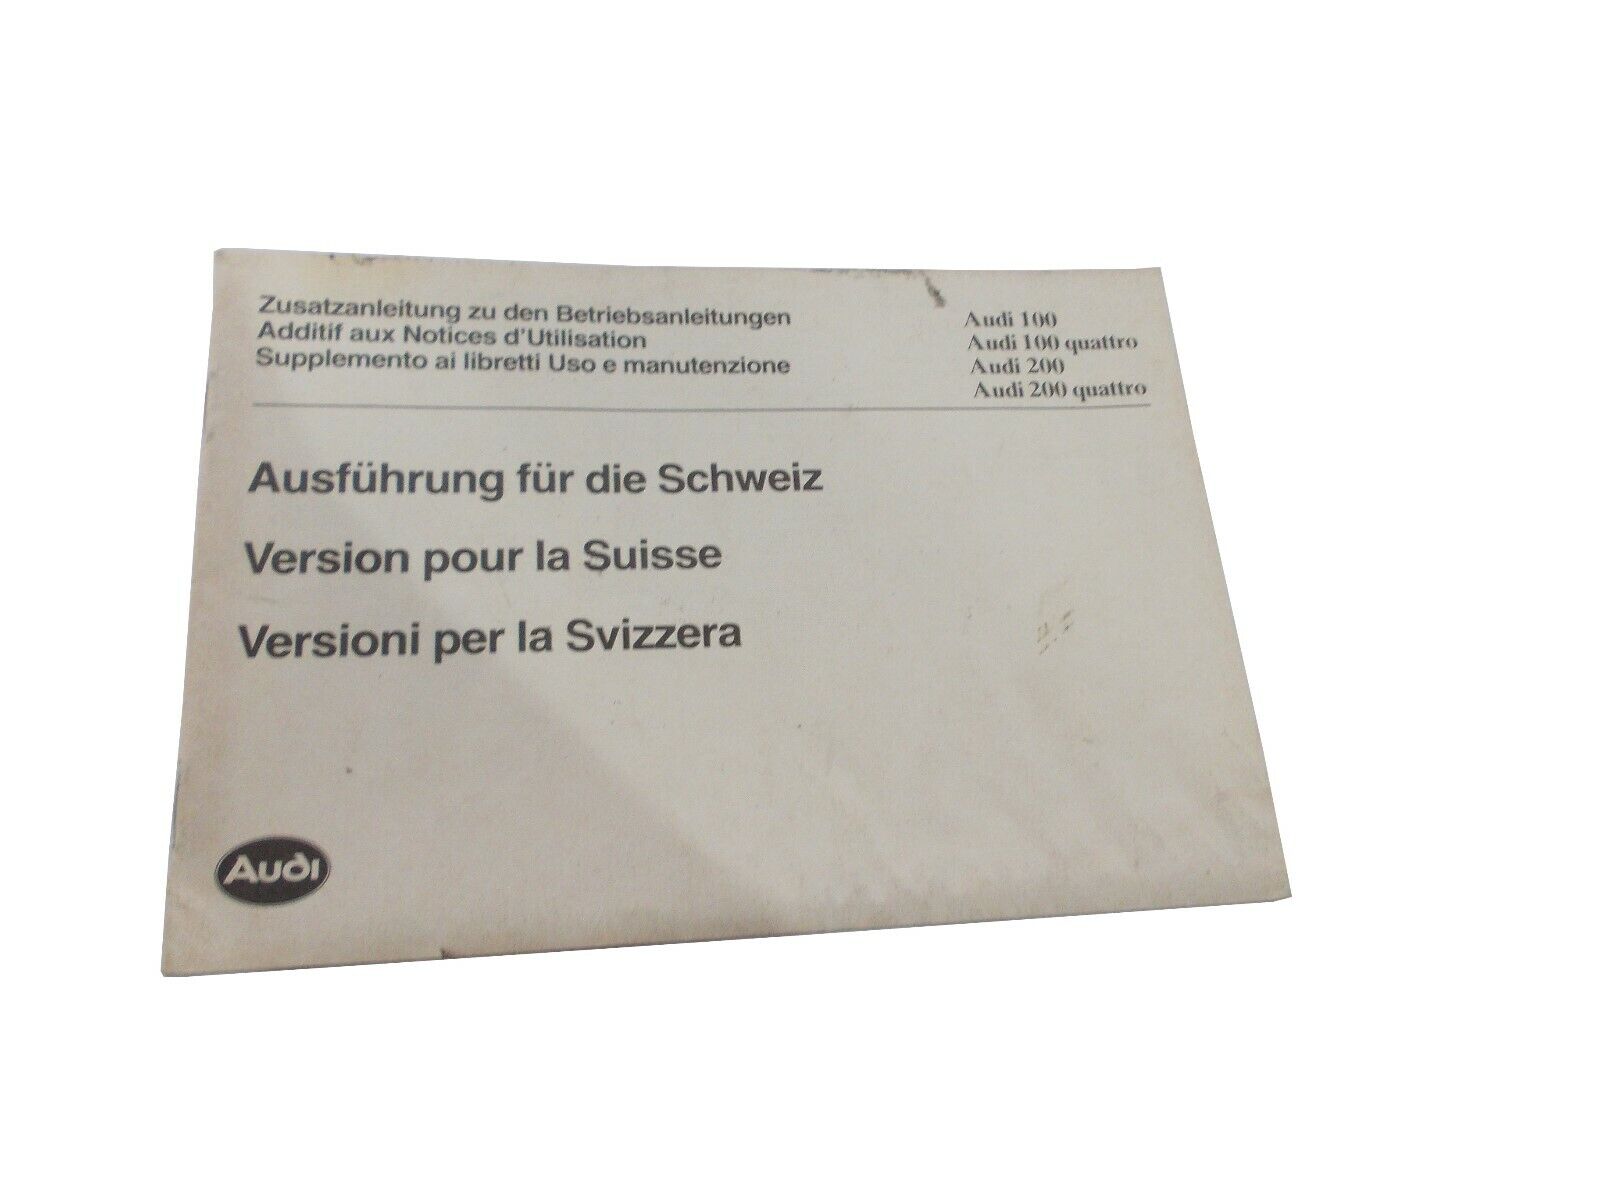 Zusatzanleitung zu den Betriebsanleitungen
Additif aux Notices d'Utilisation
Supplemento ai libretti Uso e manutenzione
Audi 100
Audi 100 quattro
Audi 200
Audi 200 quattro
Ausführung für die Schweiz
Version pour la Suisse
Versioni per la Svizzera
Audi